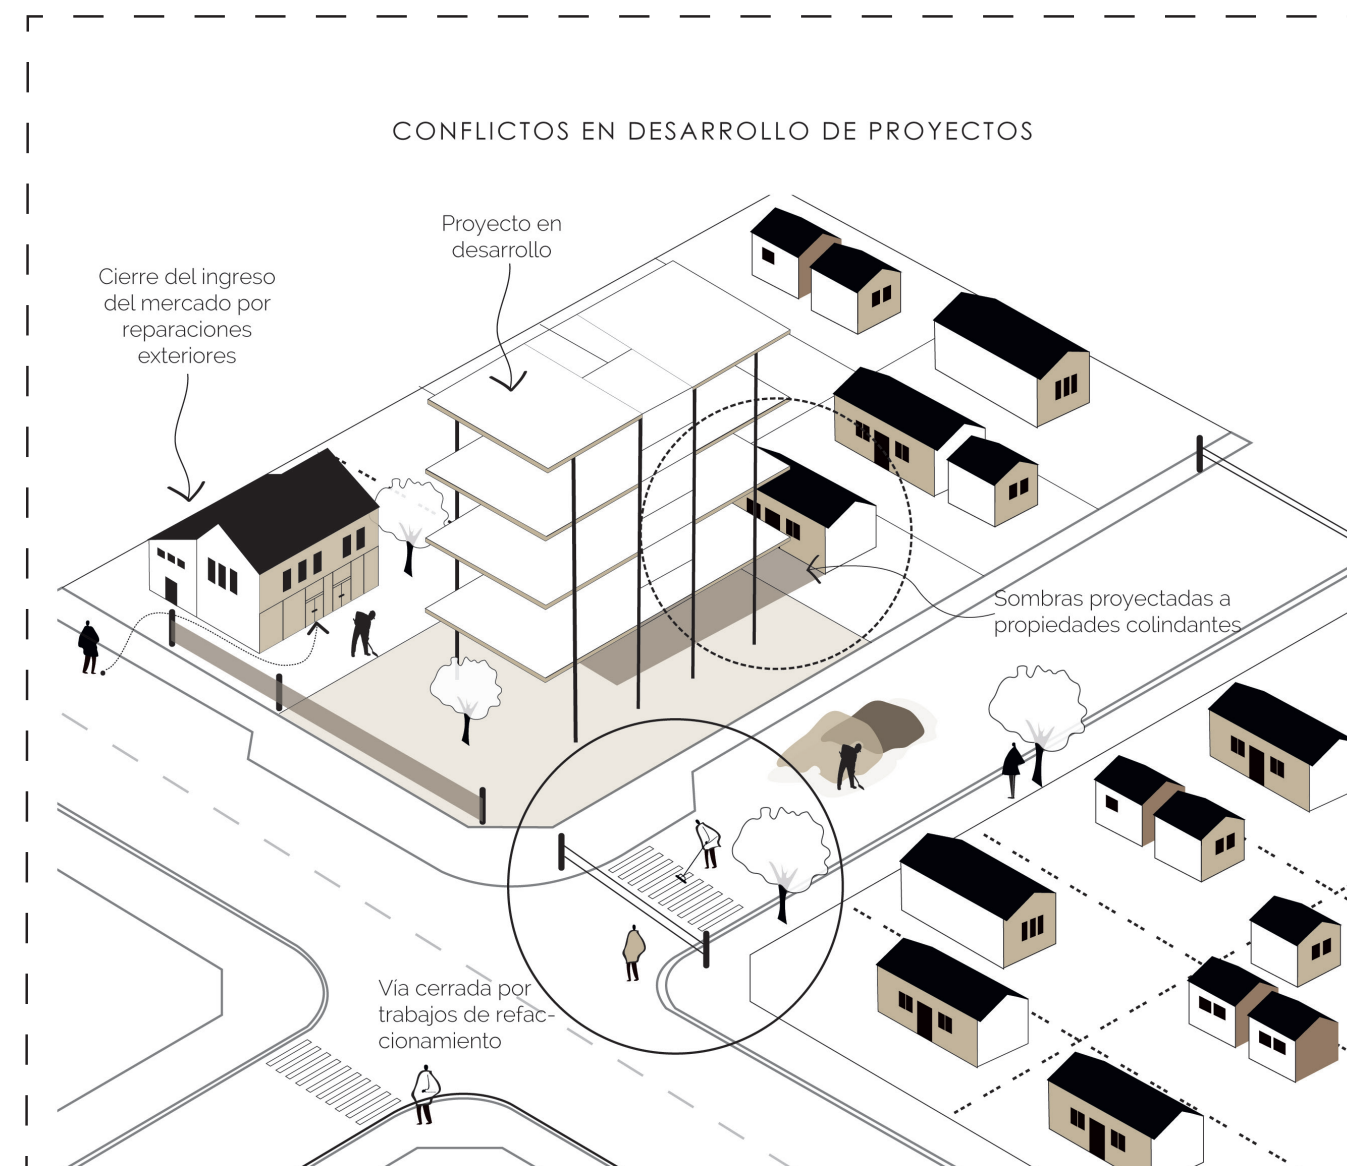 CONFLICTOS EN DESARROLLO DE PROYECTOS
Proyecto en
desarrollo
Cierre del ingreso
del mercado por
reparaciones
exteriores
Sombras proyectadas a
propiedades colindantes
Vía cerrada por
trabajos de refac-
cionamiento